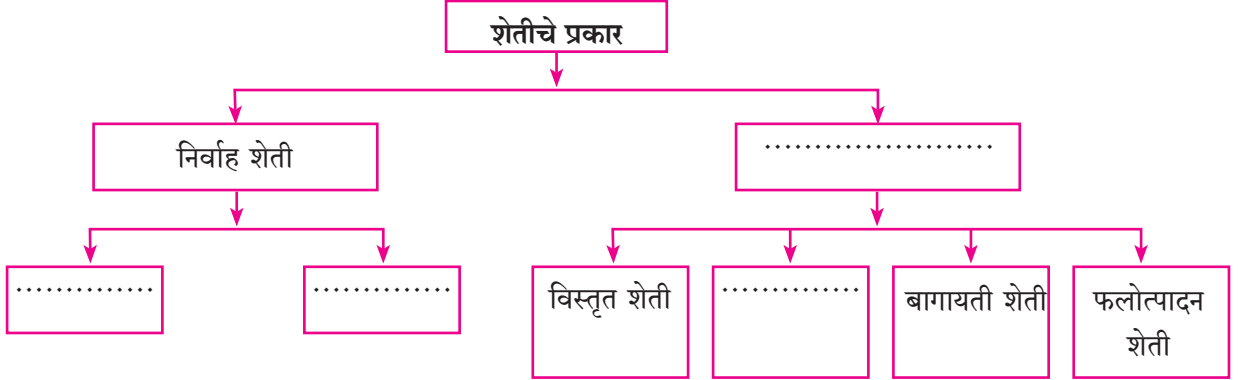 शेतीचे प्रकार
निर्वाह शेती
.......................
..............
..............
विस्तृत शेती
..............
बागायती शेती
फलोत्पादन
शेती